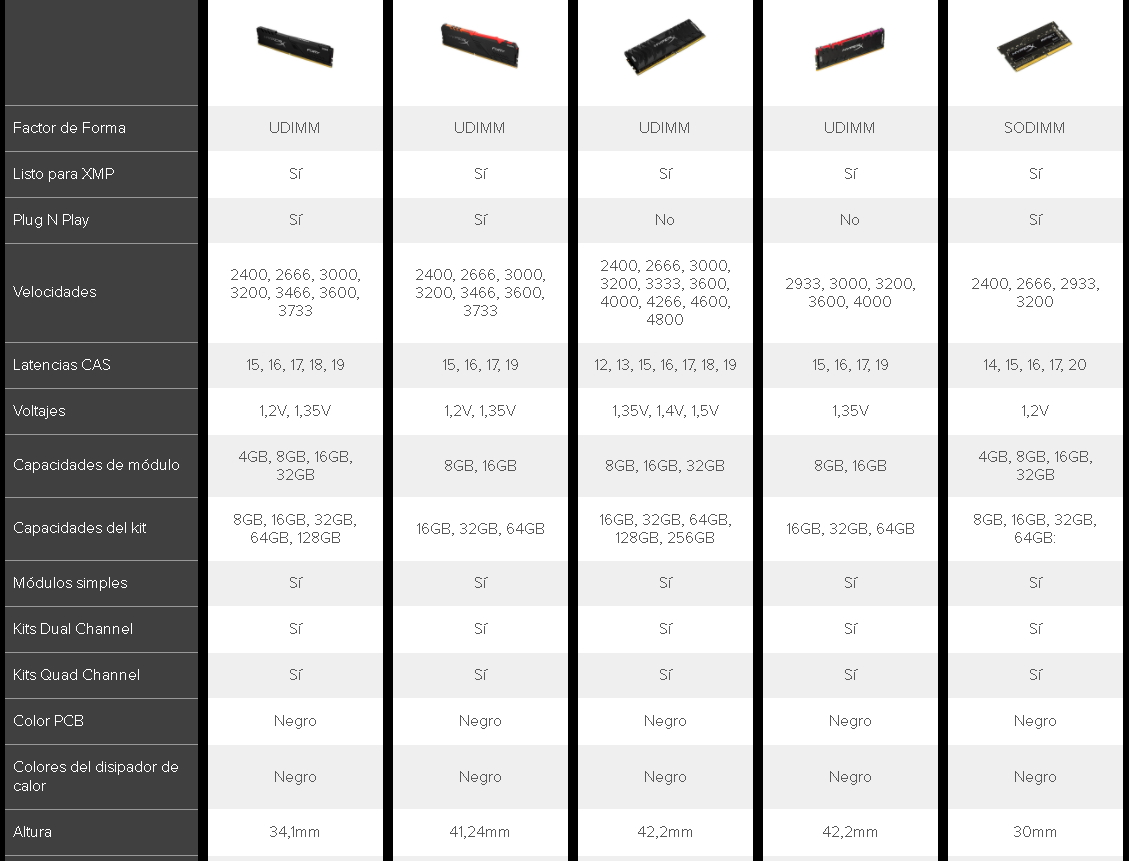 Factor de Forma UDIMM UDIMM UDIMM UDIMM SODIMM
Listo para XMP Sí Sí Sí Sí Sí
Plug N Play Sí Sí No No Sí
Velocidades
2400, 2666, 3000,
3200, 3466, 3600,
3733
2400, 2666, 3000,
3200, 3466, 3600,
3733
2400, 2666, 3000,
3200, 3333, 3600,
4000, 4266, 4600,
4800
2933, 3000, 3200,
3600, 4000
2400, 2666, 2933,
3200
Latencias CAS 15, 16, 17, 18, 19 15, 16, 17, 19 12, 13, 15, 16, 17, 18, 19 15, 16, 17, 19 14, 15, 16, 17, 20
Voltajes 1,2V, 1,35V 1,2V, 1,35V 1,35V, 1,4V, 1,5V 1,35V 1,2V
Capacidades de módulo
4GB, 8GB, 16GB,
32GB
8GB, 16GB
8GB, 16GB, 32GB
8GB, 16GB
4GB, 8GB, 16GB,
32GB
Capacidades del kit
8GB, 16GB, 32GB,
64GB, 128GB
16GB, 32GB, 64GB
16GB, 32GB, 64GB,
128GB, 256GB
16GB, 32GB, 64GB
8GB, 16GB, 32GB,
64GB:
Módulos simples Sí Sí Sí Sí Sí
Kits Dual Channel Sí Sí Sí Sí Sí
Kits Quad Channel Sí Sí Sí Sí Sí
Color PCB Negro Negro Negro Negro Negro
Colores del disipador de
calor
Negro Negro Negro Negro Negro
Altura 34,1mm 41,24mm 42,2mm 42,2mm 30mm